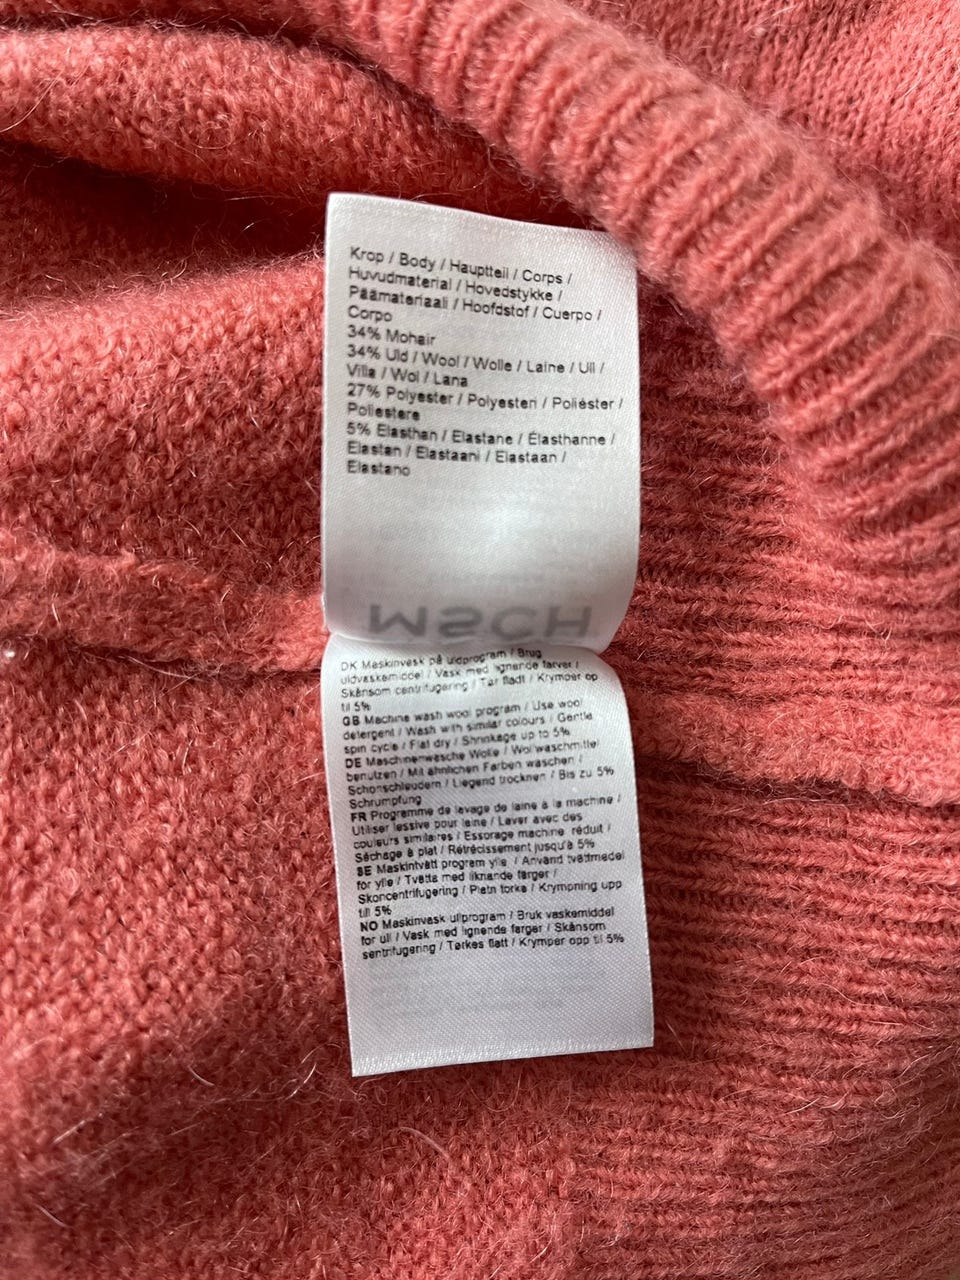 Krop / Body / Hauptteil / Corps /
Huvudmaterial / Hovedstykke /
Päämateriaali / Hoofdstof / Cuerpo /
Corpo
34% Mohair
34% Uld / Wool / Wolle / Laine / Ull /
Villa / Wol / Lana
27% Polyester / Polyesteri / Poliéster /
Poliestere
5% Elasthan / Elastane / Élasthanne /
Elastan / Elastaani / Elastaan /
Elastano
MSCH
DK Maskinvask på uldprogram / Brug
uldvaskemiddel / Vask med lignende farver /
Skånsom centrifugering / Tør fladt / Krymper op
til 5%
GB Machine wash wool program / Use wool
detergent / Wash with similar colours / Gentle
spin cycle / Flat dry / Shrinkage up to 5%
DE Maschinenwäsche Wolle / Wollwaschmittel
benutzen / Mit ähnlichen Farben waschen /
Schonschleudern / Liegend trocknen / Bis zu 5%
Schrumpfung
FR Programme de lavage de laine à la machine /
Utiliser lessive pour laine / Laver avec des
couleurs similaires / Essorage machine réduit /
Séchage à plat / Rétrécissement jusqu'à 5%
SE Maskintvätt program ylle / Använd tvättmedel
for ylle / Tvätta med liknande färger /
Skoncentrifugering / Plantorka / Krympning upp
till 5%
NO Maskinvask ullprogram / Bruk vaskemiddel
for ull / Vask med lignende farger / Skånsom
sentrifugering / Tørkes flatt / Krymper opp til 5%